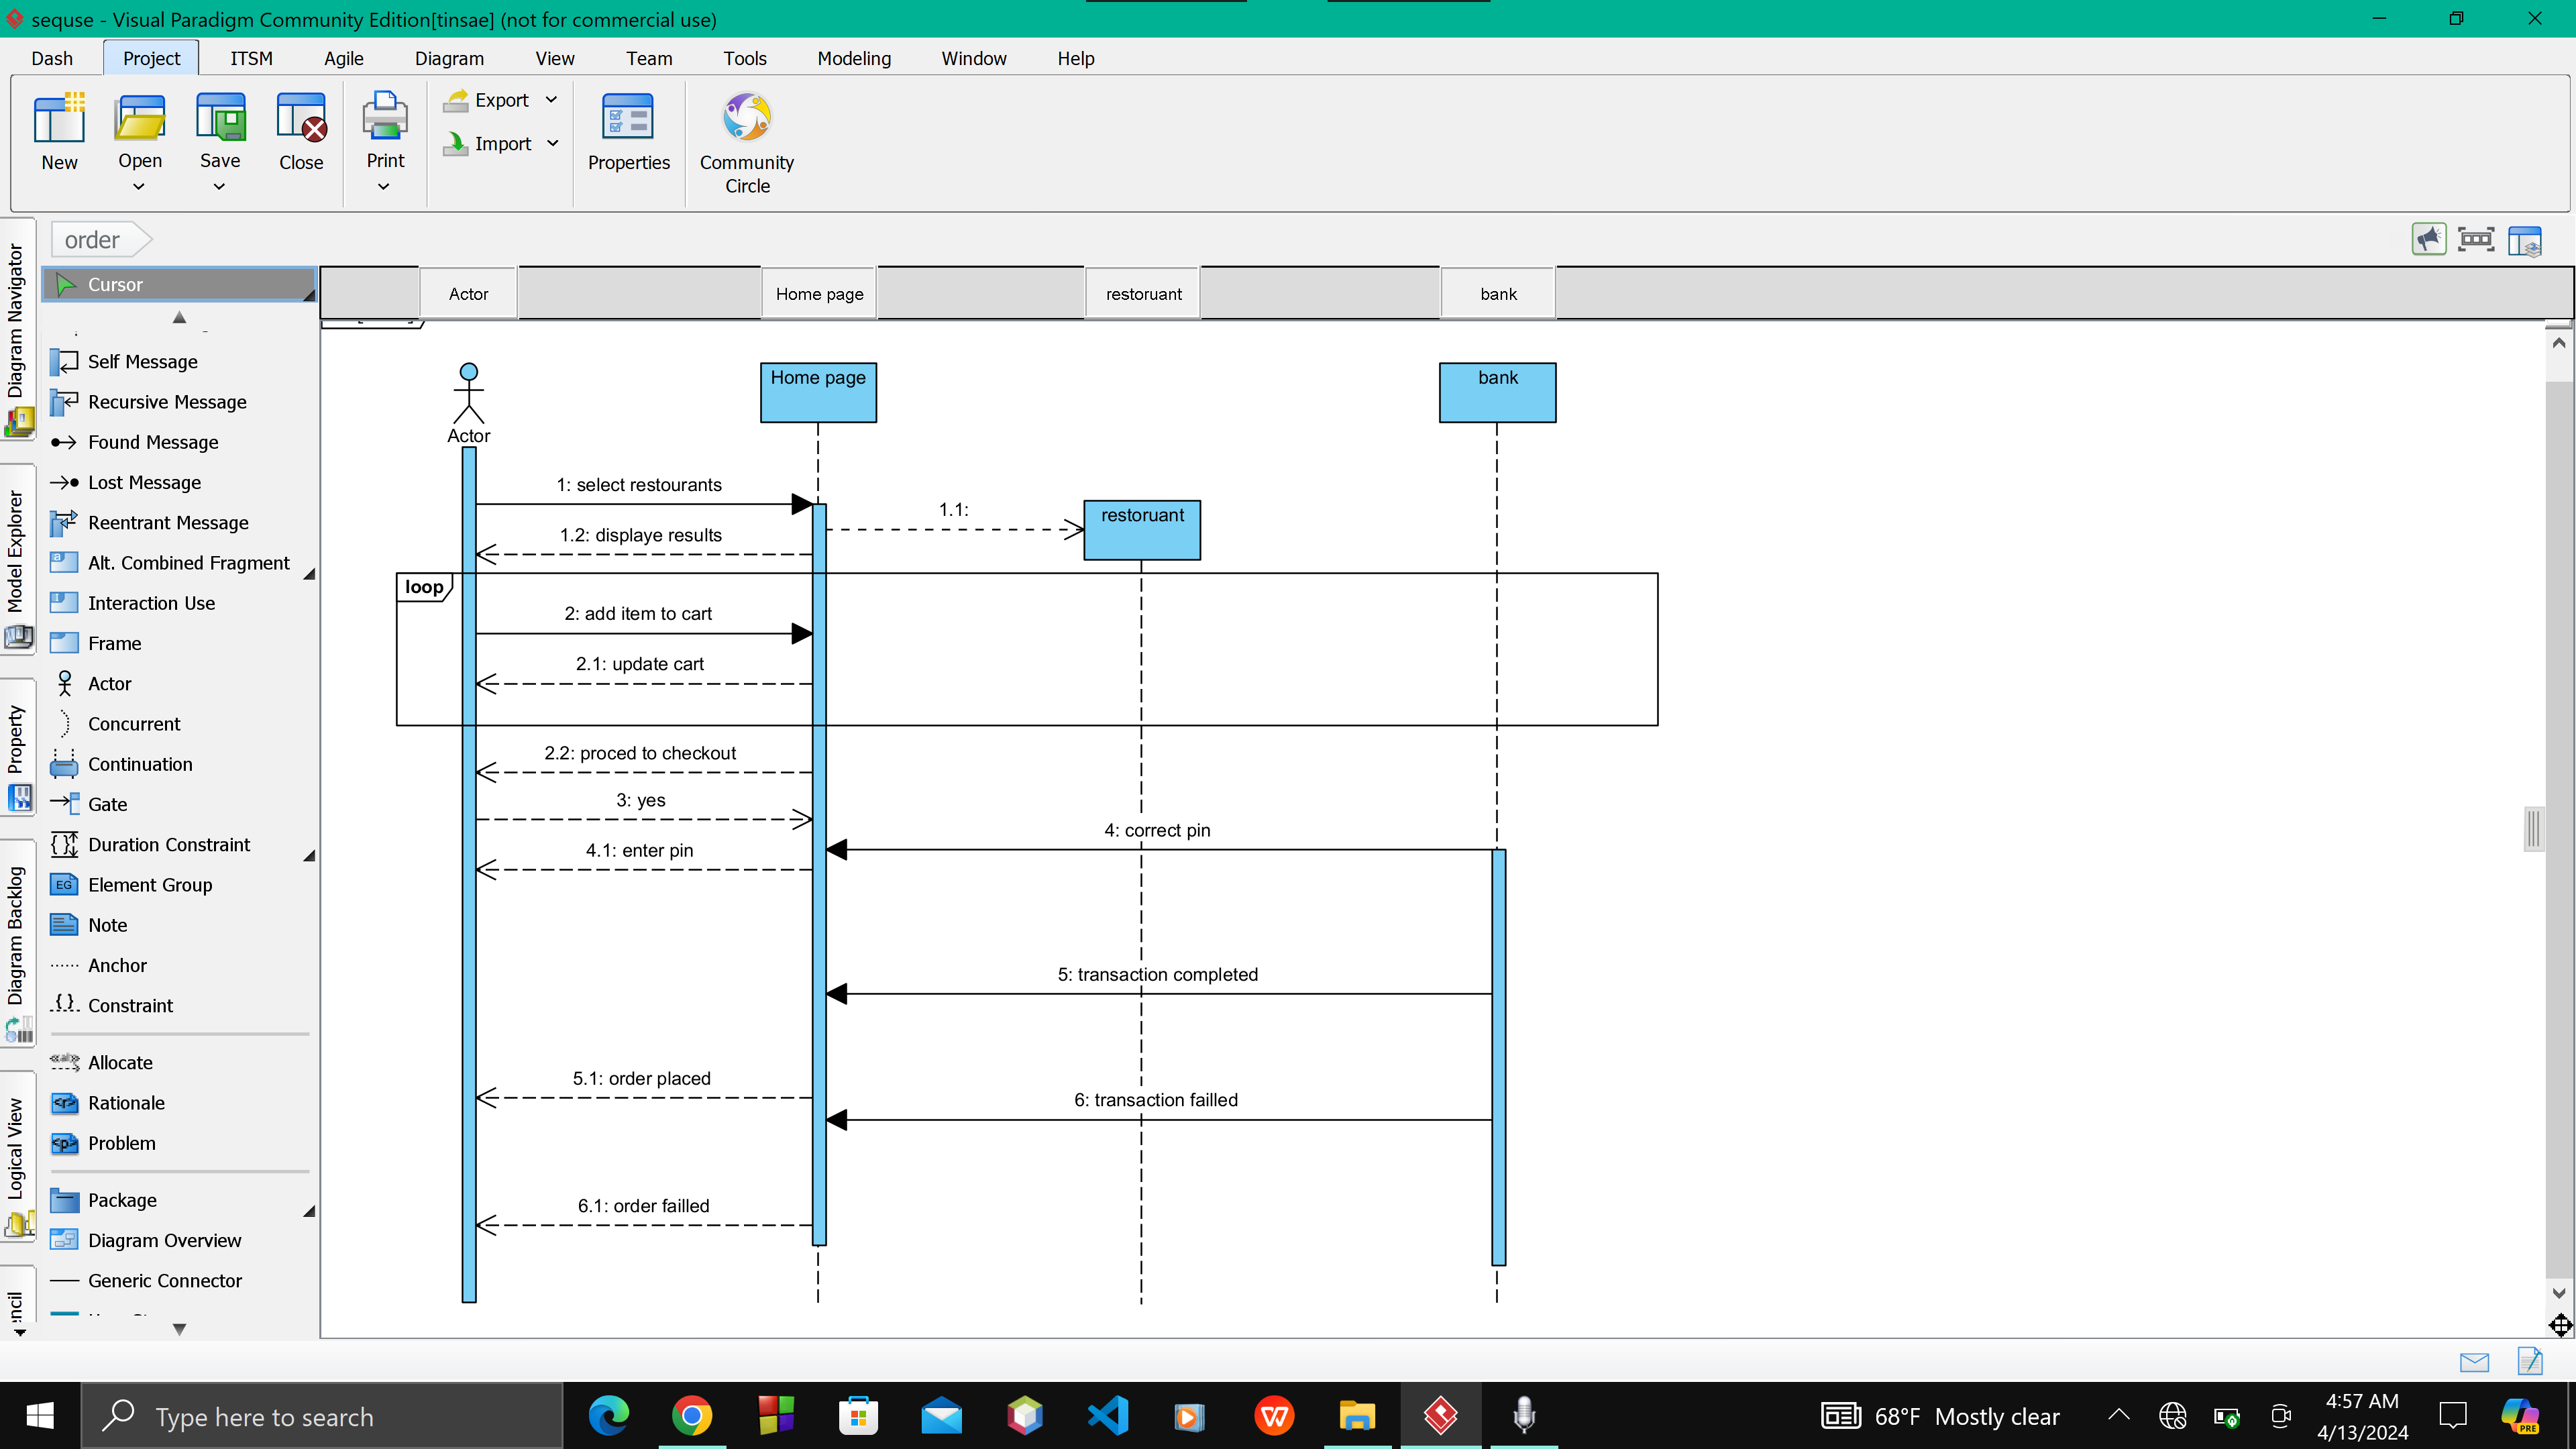 sequse - Visual Paradigm Community Edition[tinsae] (not for commercial use)
Dash Project ITSM Agile Diagram View Team Tools Modeling Window Help
New Open Save Close Print Export Import Properties Community Circle
order
Diagram Navigator
Model Explorer
Property
Diagram Backlog
Logical View
Cursor
Self Message
Recursive Message
Found Message
Lost Message
Reentrant Message
Alt. Combined Fragment
Interaction Use
Frame
Actor
Concurrent
Continuation
Gate
Duration Constraint
EG Element Group
Note
Anchor
Constraint
Allocate
Rationale
Problem
Package
Diagram Overview
Generic Connector
Actor Home page restoruant bank
Home page
bank
Actor
1: select restourants
1.1:
restoruant
1.2: displaye results
loop
2: add item to cart
2.1: update cart
2.2: proced to checkout
3: yes
4: correct pin
4.1: enter pin
5: transaction completed
5.1: order placed
6: transaction failled
6.1: order failled
Type here to search
68°F Mostly clear
4:57 AM
4/13/2024
PRE